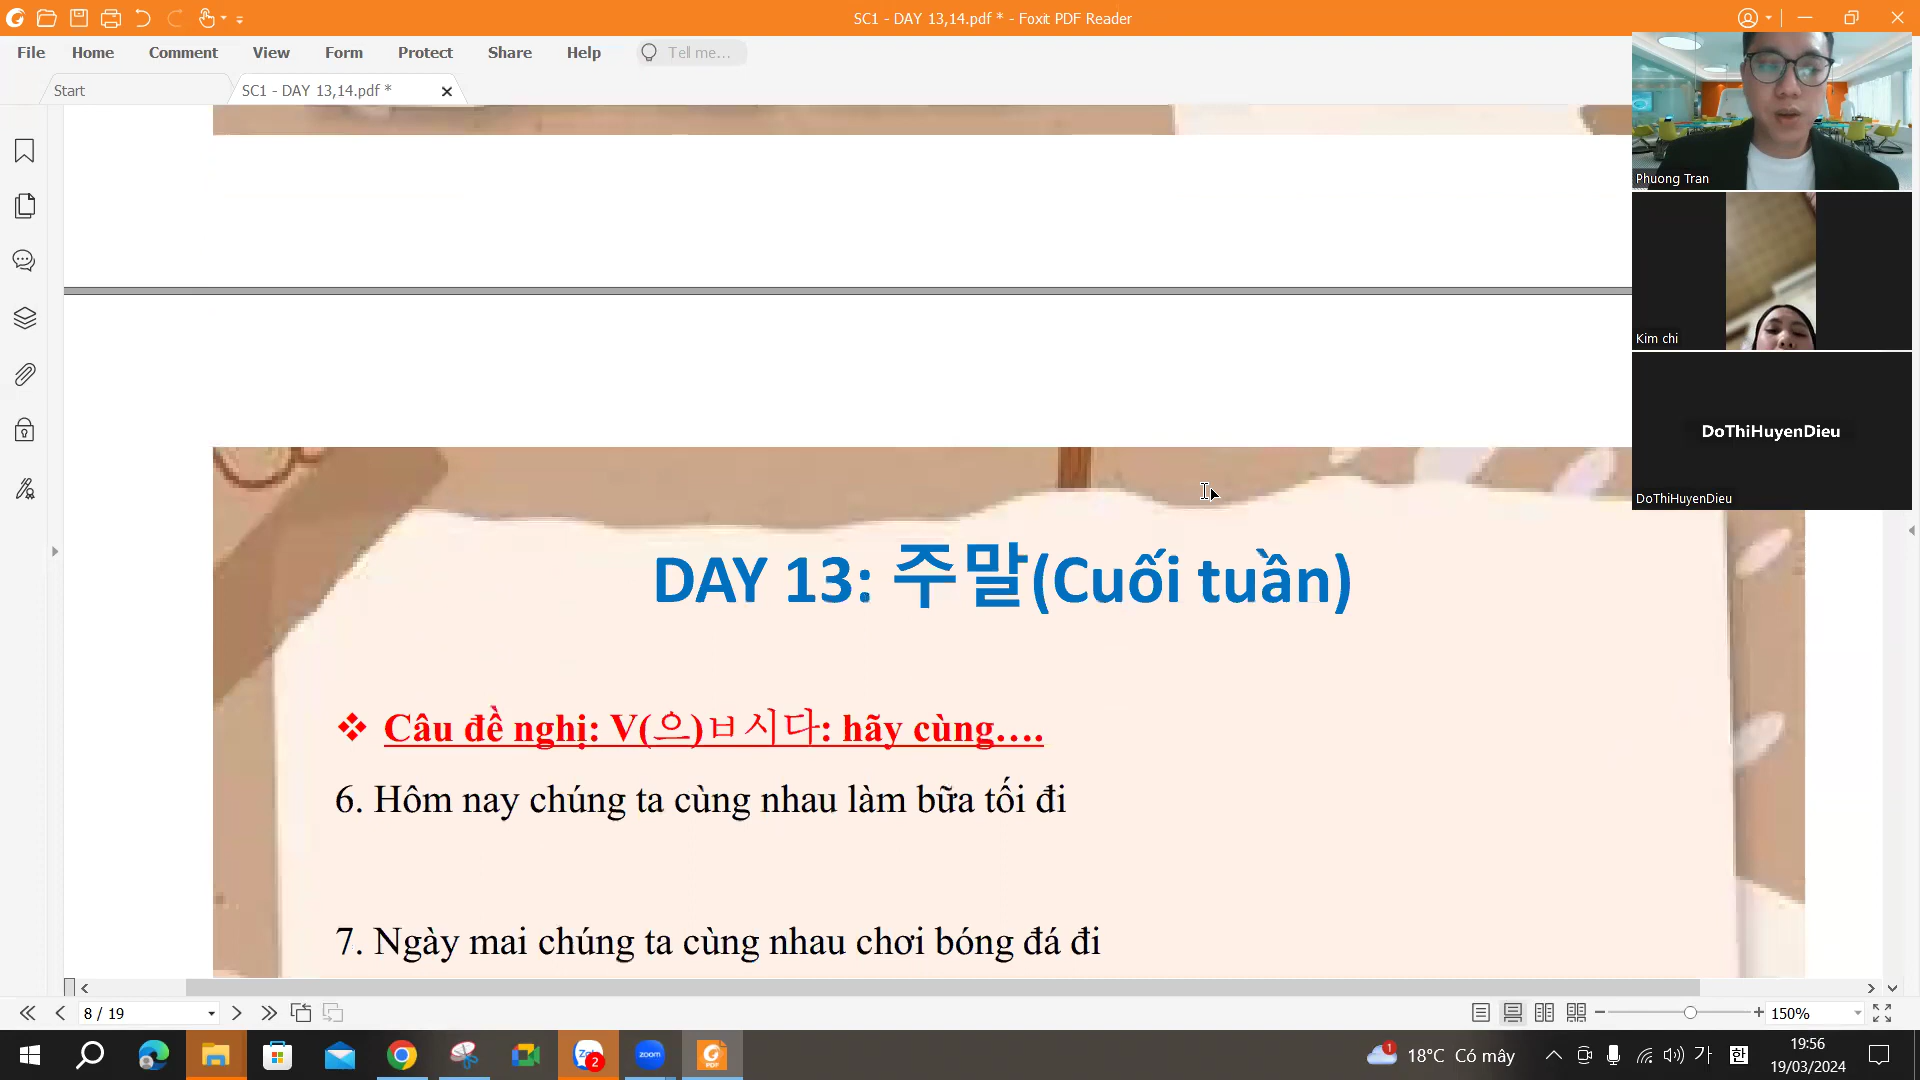 SC1 - DAY 13,14.pdf * - Foxit PDF Reader
File Home Comment View Form Protect Share Help Tell me...
Start
SC1 - DAY 13,14.pdf *
Phuong Tran
Kim chi
DoThiHuyenDieu
DoThiHuyenDieu
DAY 13: 주말(Cuối tuần)
❖ Câu đề nghị: V(으)ㅂ시다: hãy cùng....
6. Hôm nay chúng ta cùng nhau làm bữa tối đi
7. Ngày mai chúng ta cùng nhau chơi bóng đá đi
8 / 19
150%
2
zoom
PDF
1
18°C Có mây
가
한
19:56
19/03/2024